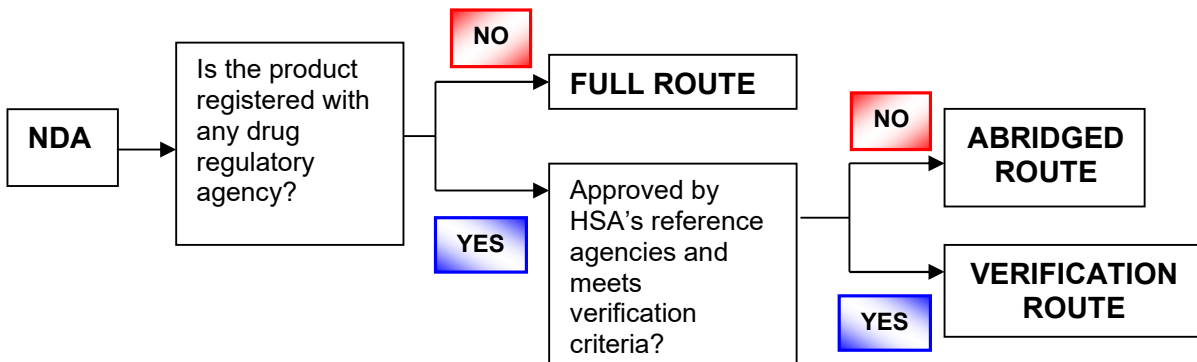 NDA
Is the product
registered with
any drug
regulatory
agency?
NO
FULL ROUTE
YES
Approved by
HSA’s reference
agencies and
meets
verification
criteria?
NO
ABRIDGED
ROUTE
YES
VERIFICATION
ROUTE